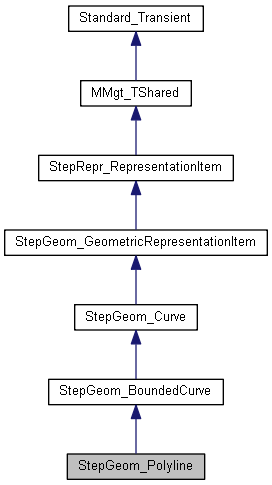 Standard_Transient
MMgt_TShared
StepRepr_RepresentationItem
StepGeom_GeometricRepresentationItem
StepGeom_Curve
StepGeom_BoundedCurve
StepGeom_Polyline